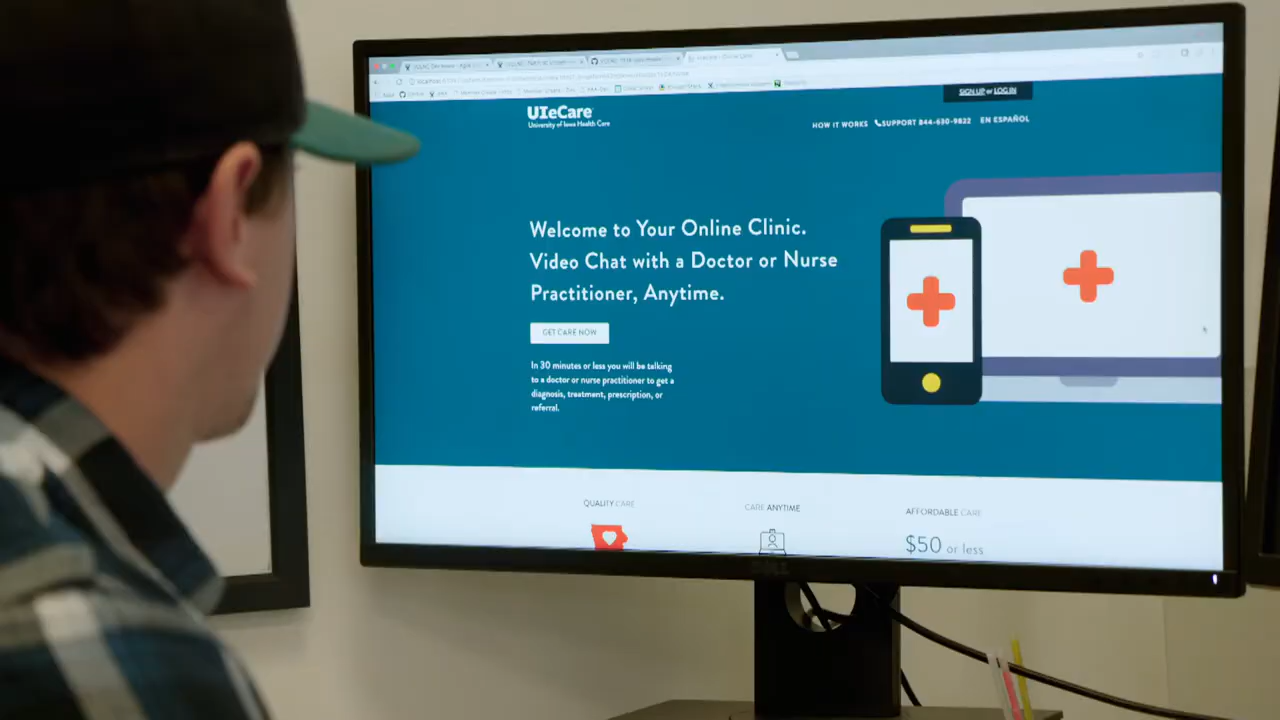 SIGN UP or LOG IN
UIeCare
University of Iowa Health Care
HOW IT WORKS
SUPPORT 844-630-9822
EN ESPAÑOL
Welcome to Your Online Clinic.
Video Chat with a Doctor or Nurse
Practitioner, Anytime.
GET CARE NOW
In 30 minutes or less you will be talking
to a doctor or nurse practitioner to get a
diagnosis, treatment, prescription, or
referral.
QUALITY CARE
CARE ANYTIME
AFFORDABLE CARE
$50 or less
DELL